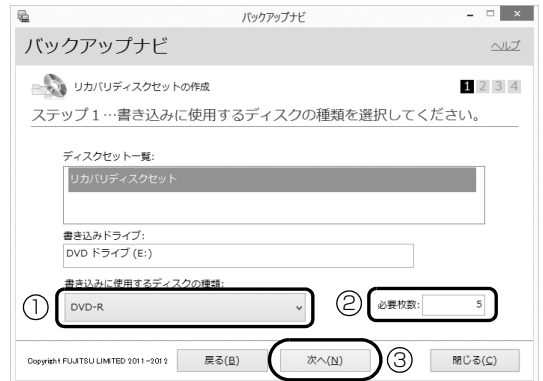 バックアップナビ
バックアップナビ
ヘルプ
リカバリディスクセットの作成
1 2 3 4
ステップ1…書き込みに使用するディスクの種類を選択してください。
ディスクセット一覧:
リカバリディスクセット
書き込みドライブ:
DVD ドライブ (E:)
書き込みに使用するディスクの種類:
① DVD-R
② 必要枚数: 5
Copyright FUJITSU LIMITED 2011-2012
戻る(B)
次へ(N) ③
閉じる(C)